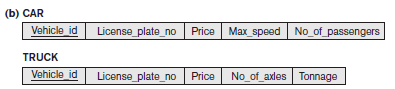 (b) CAR
Vehicle_id License_plate_no Price Max_speed No_of_passengers
TRUCK
Vehicle_id License_plate_no Price No_of_axles Tonnage